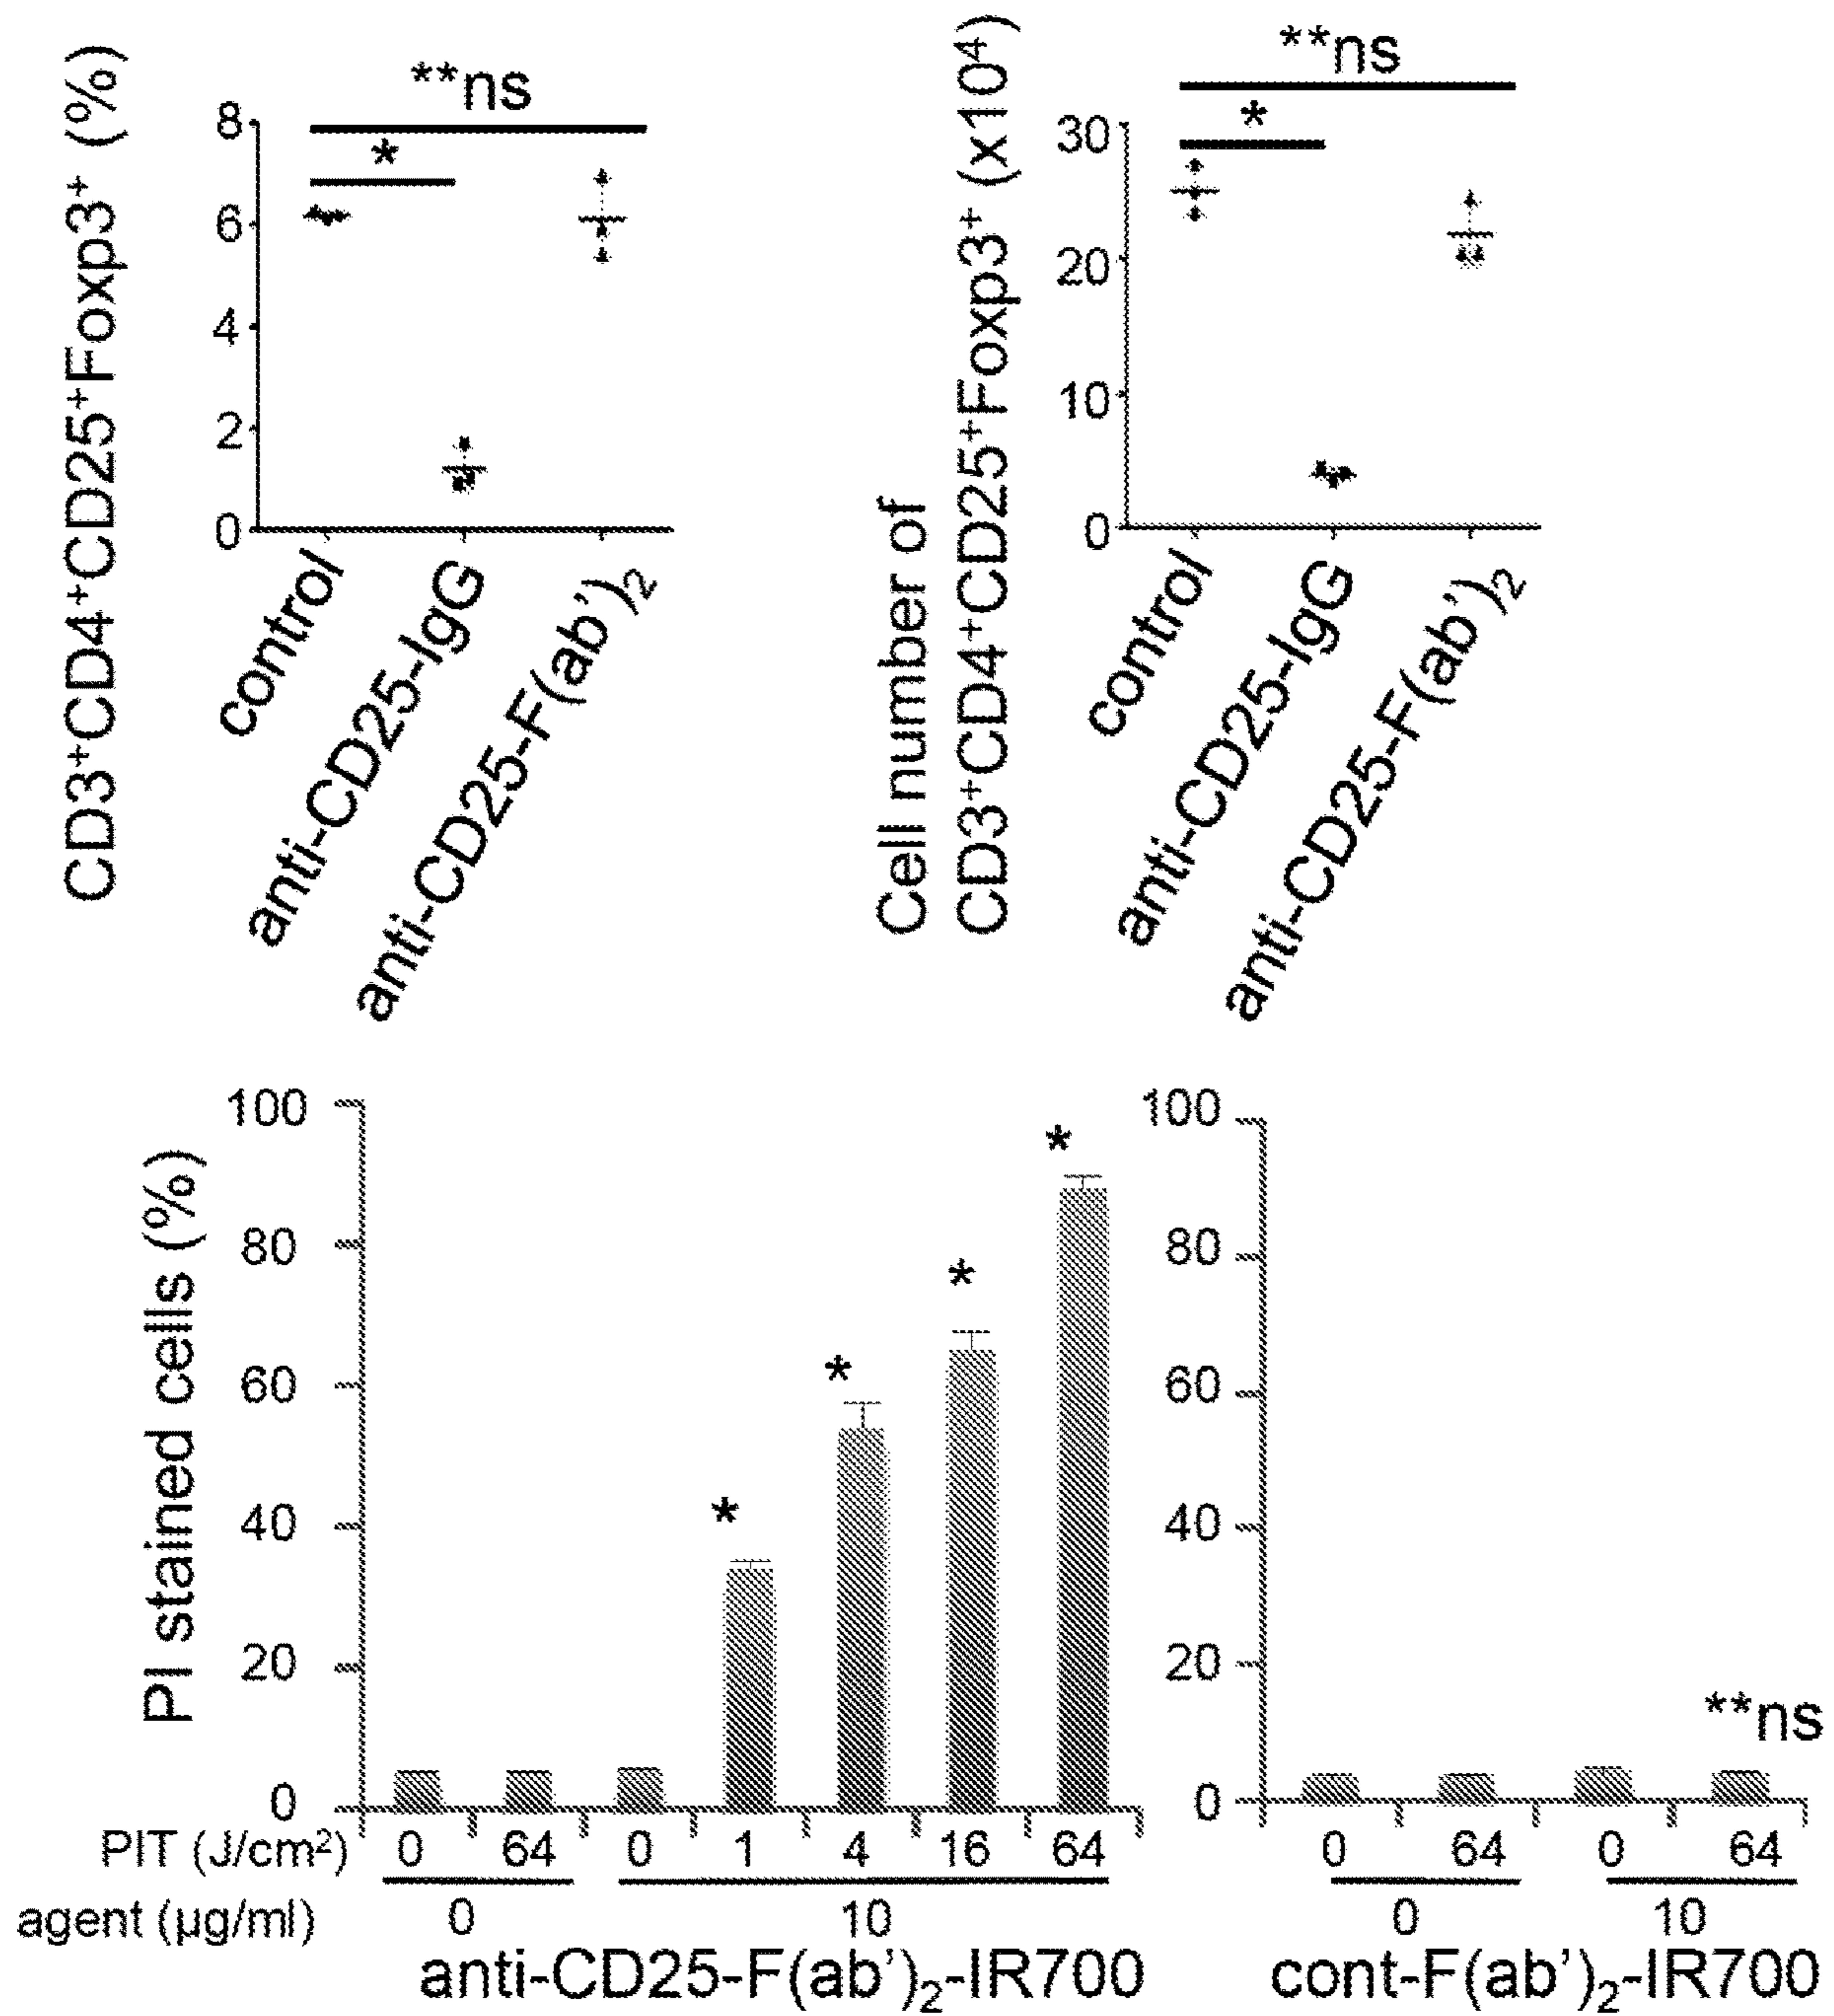 CD3⁺CD4⁺CD25⁺Foxp3⁺ (%)
**ns
*
8
6
4
2
0
control
anti-CD25-IgG
anti-CD25-F(ab’)₂
Cell number of
CD3⁺CD4⁺CD25⁺Foxp3⁺ (x10⁴)
**ns
*
30
20
10
0
control
anti-CD25-IgG
anti-CD25-F(ab’)₂
PI stained cells (%)
100
80
60
40
20
0
* * * *
PIT (J/cm²) 0 64 0 1 4 16 64
agent (µg/ml) 0 10
anti-CD25-F(ab’)₂-IR700
100
80
60
40
20
0
**ns
0 64 0 64
0 10
cont-F(ab’)₂-IR700